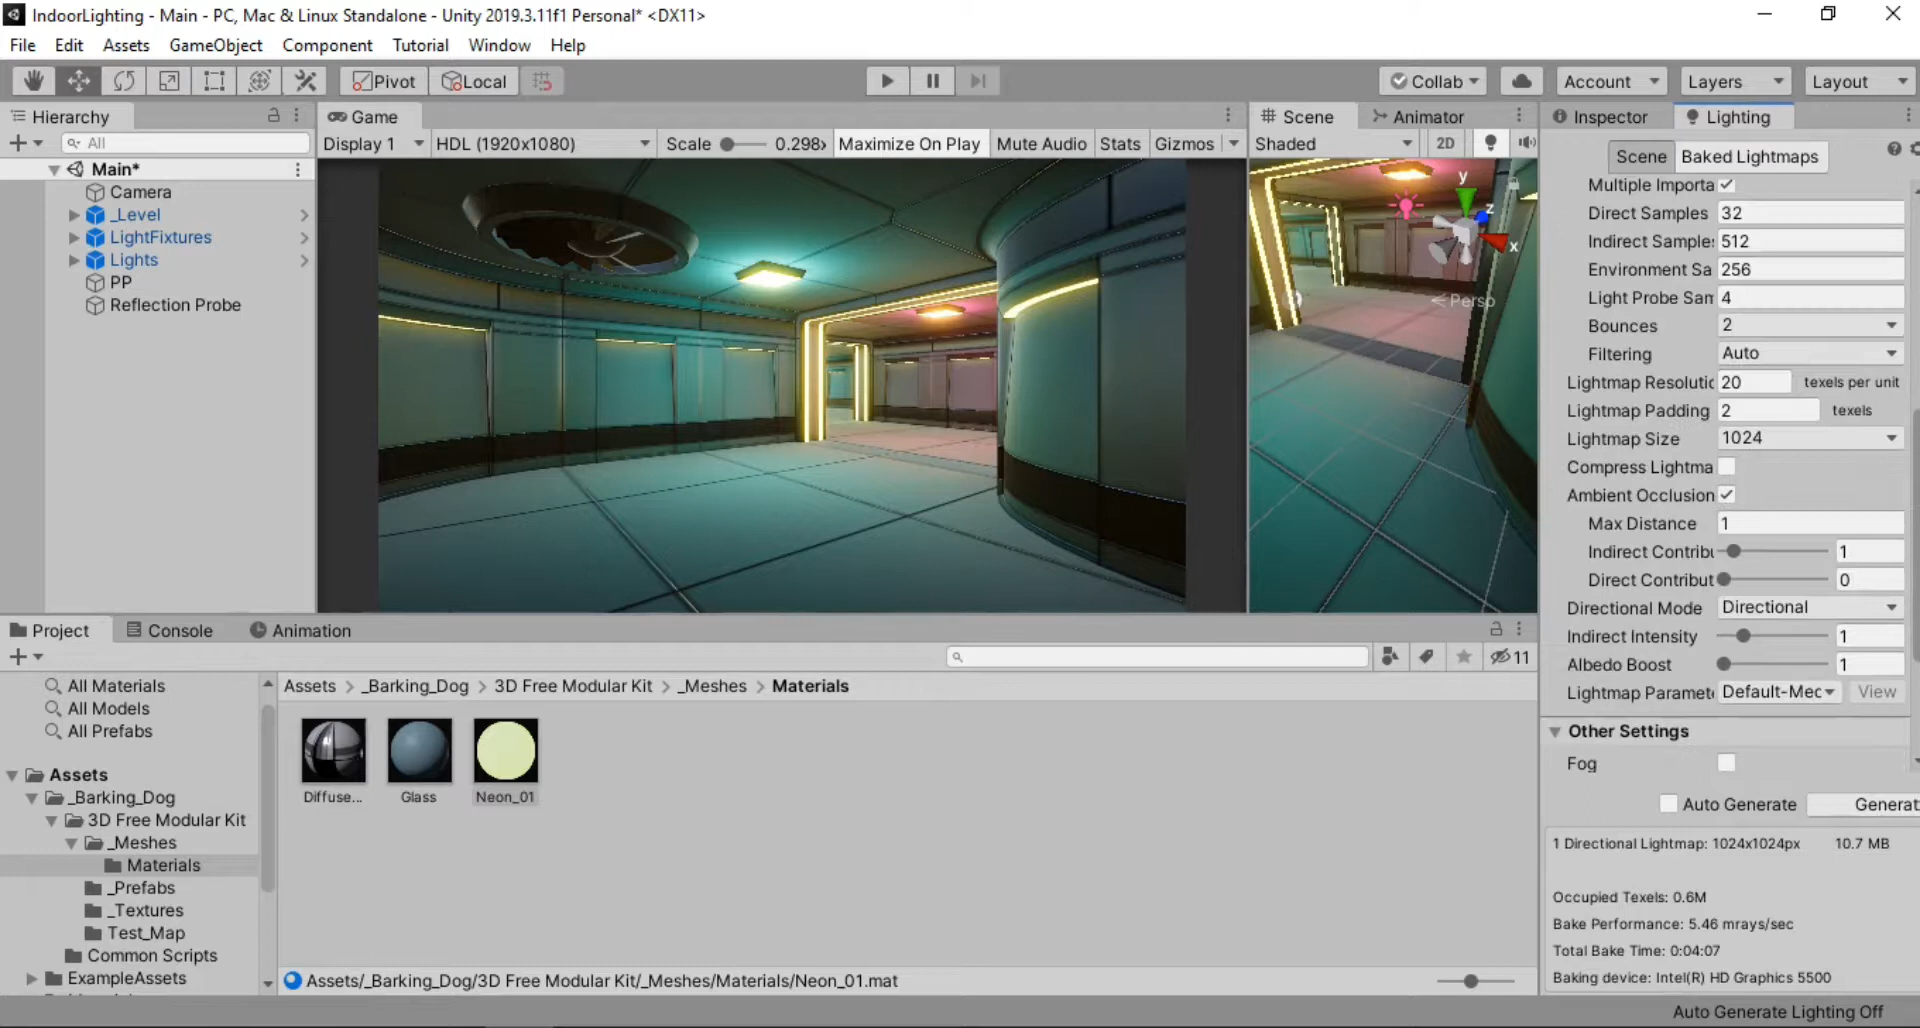 IndoorLighting - Main - PC, Mac & Linux Standalone - Unity 2019.3.11f1 Personal* <DX11>
File Edit Assets GameObject Component Tutorial Window Help
Pivot Local Collab Account Layers Layout
Hierarchy
All
Main*
Camera
_Level
LightFixtures
Lights
PP
Reflection Probe
Game
Display 1 HDL (1920x1080) Scale 0.298x Maximize On Play Mute Audio Stats Gizmos
Scene Animator
Shaded 2D
y
z
x
Persp
Inspector Lighting
Scene Baked Lightmaps
Multiple Importa
Direct Samples 32
Indirect Sample: 512
Environment Sa 256
Light Probe Sam 4
Bounces 2
Filtering Auto
Lightmap Resolutic 20 texels per unit
Lightmap Padding 2 texels
Lightmap Size 1024
Compress Lightma
Ambient Occlusion
Max Distance 1
Indirect Contribu 1
Direct Contribut 0
Directional Mode Directional
Indirect Intensity 1
Albedo Boost 1
Lightmap Paramete Default-Mec View
Other Settings
Fog
Auto Generate Generat
1 Directional Lightmap: 1024x1024px 10.7 MB
Occupied Texels: 0.6M
Bake Performance: 5.46 mrays/sec
Total Bake Time: 0:04:07
Baking device: Intel(R) HD Graphics 5500
Project Console Animation
11
All Materials
All Models
All Prefabs
Assets
_Barking_Dog
3D Free Modular Kit
_Meshes
Materials
_Prefabs
_Textures
Test_Map
Common Scripts
ExampleAssets
Assets > _Barking_Dog > 3D Free Modular Kit > _Meshes > Materials
Diffuse... Glass Neon_01
Assets/_Barking_Dog/3D Free Modular Kit/_Meshes/Materials/Neon_01.mat
Auto Generate Lighting Off